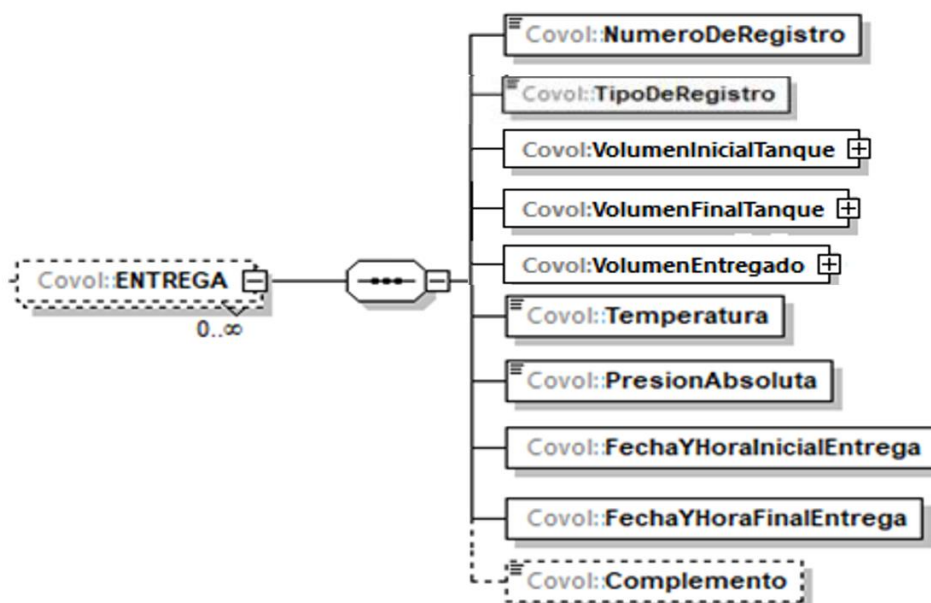 Covol::NumeroDeRegistro
Covol::TipoDeRegistro
Covol:VolumenInicialTanque
Covol:VolumenFinalTanque
Covol::ENTREGA
0..∞
Covol:VolumenEntregado
Covol::Temperatura
Covol::PresionAbsoluta
Covol::FechaYHoraInicialEntrega
Covol::FechaYHoraFinalEntrega
Covol::Complemento